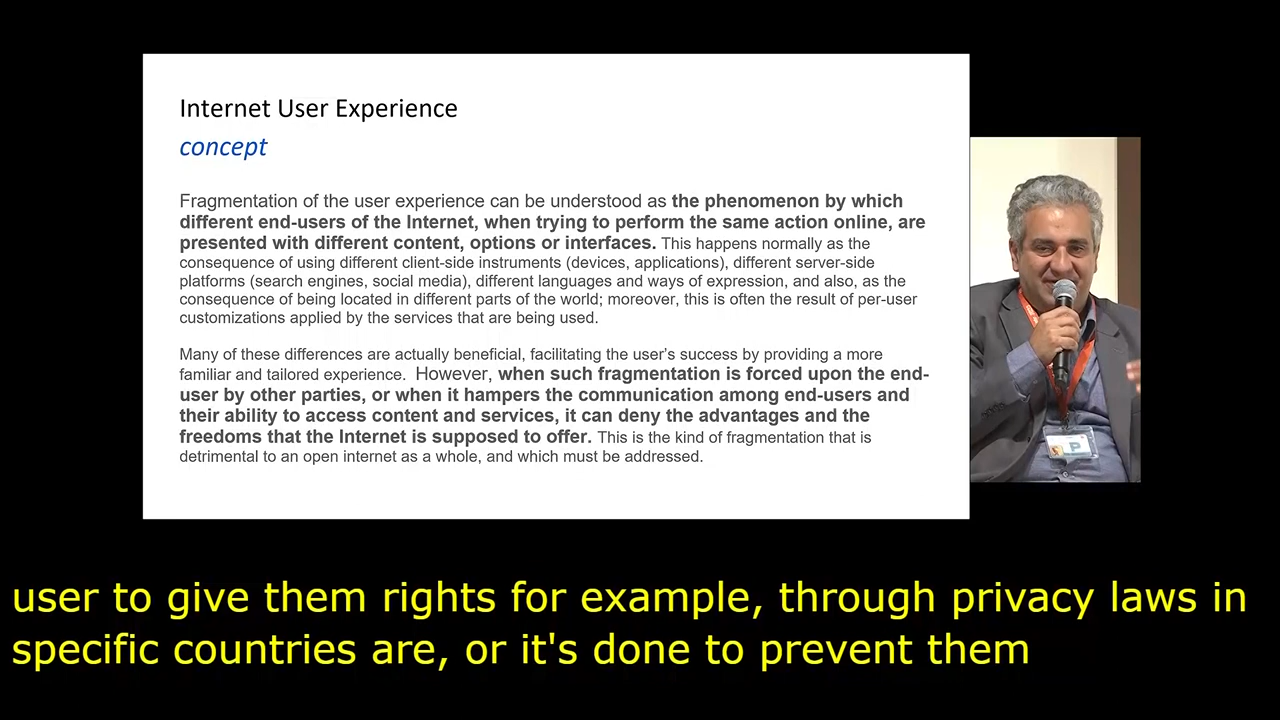 Internet User Experience
concept
Fragmentation of the user experience can be understood as the phenomenon by which
different end-users of the Internet, when trying to perform the same action online, are
presented with different content, options or interfaces. This happens normally as the
consequence of using different client-side instruments (devices, applications), different server-side
platforms (search engines, social media), different languages and ways of expression, and also, as the
consequence of being located in different parts of the world; moreover, this is often the result of per-user
customizations applied by the services that are being used.
Many of these differences are actually beneficial, facilitating the user's success by providing a more
familiar and tailored experience. However, when such fragmentation is forced upon the end-
user by other parties, or when it hampers the communication among end-users and
their ability to access content and services, it can deny the advantages and the
freedoms that the Internet is supposed to offer. This is the kind of fragmentation that is
detrimental to an open internet as a whole, and which must be addressed.
user to give them rights for example, through privacy laws in
specific countries are, or it's done to prevent them